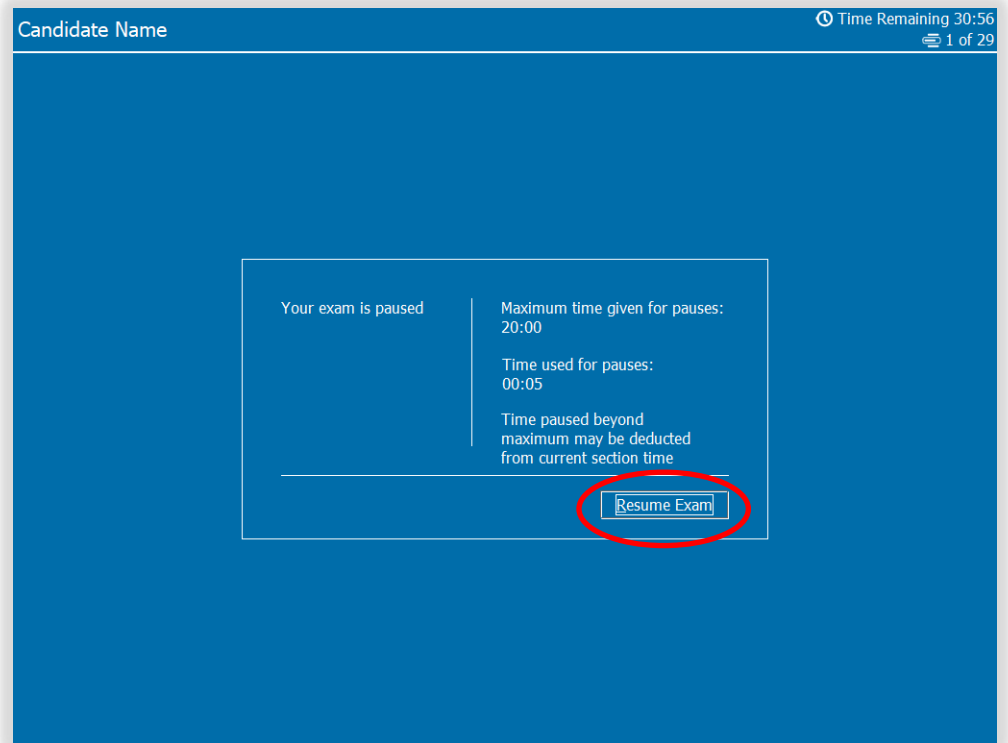 Candidate Name
Time Remaining 30:56
1 of 29
Your exam is paused
Maximum time given for pauses:
20:00
Time used for pauses:
00:05
Time paused beyond
maximum may be deducted
from current section time
Resume Exam